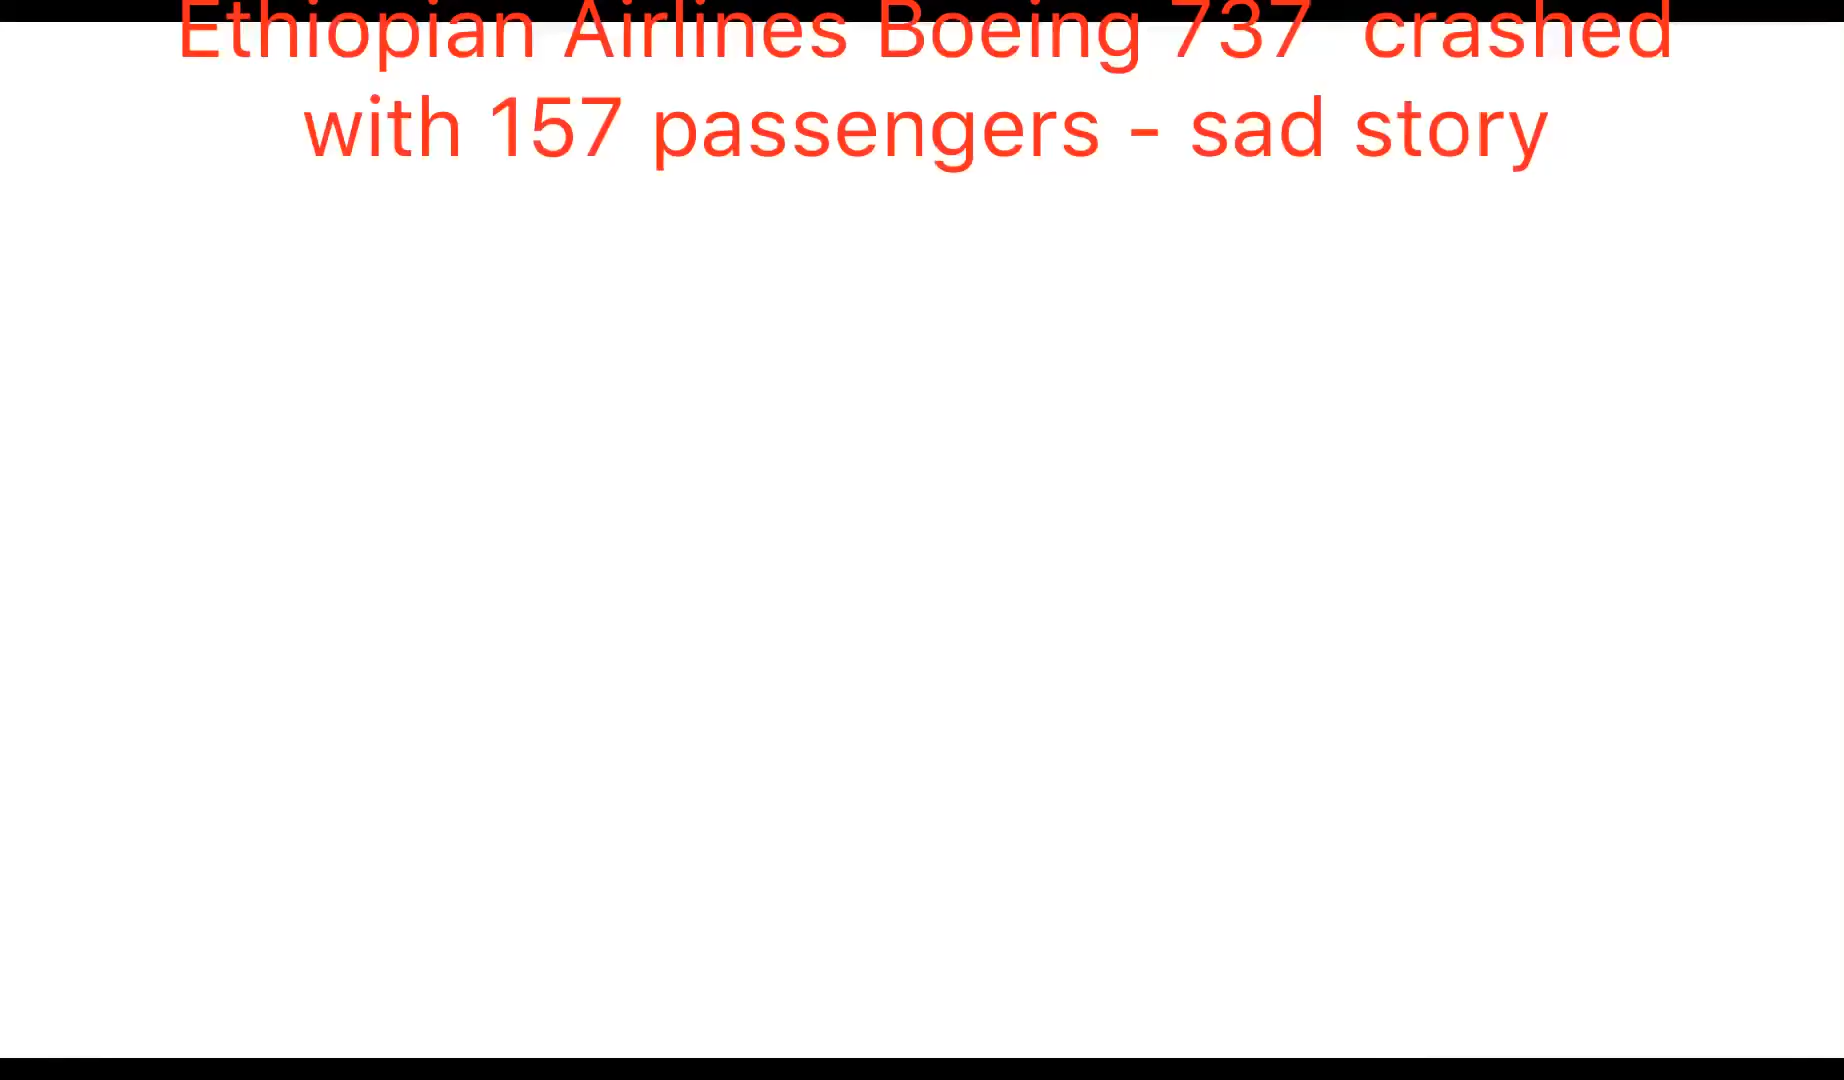 Ethiopian Airlines Boeing 737  crashed
with 157 passengers - sad story